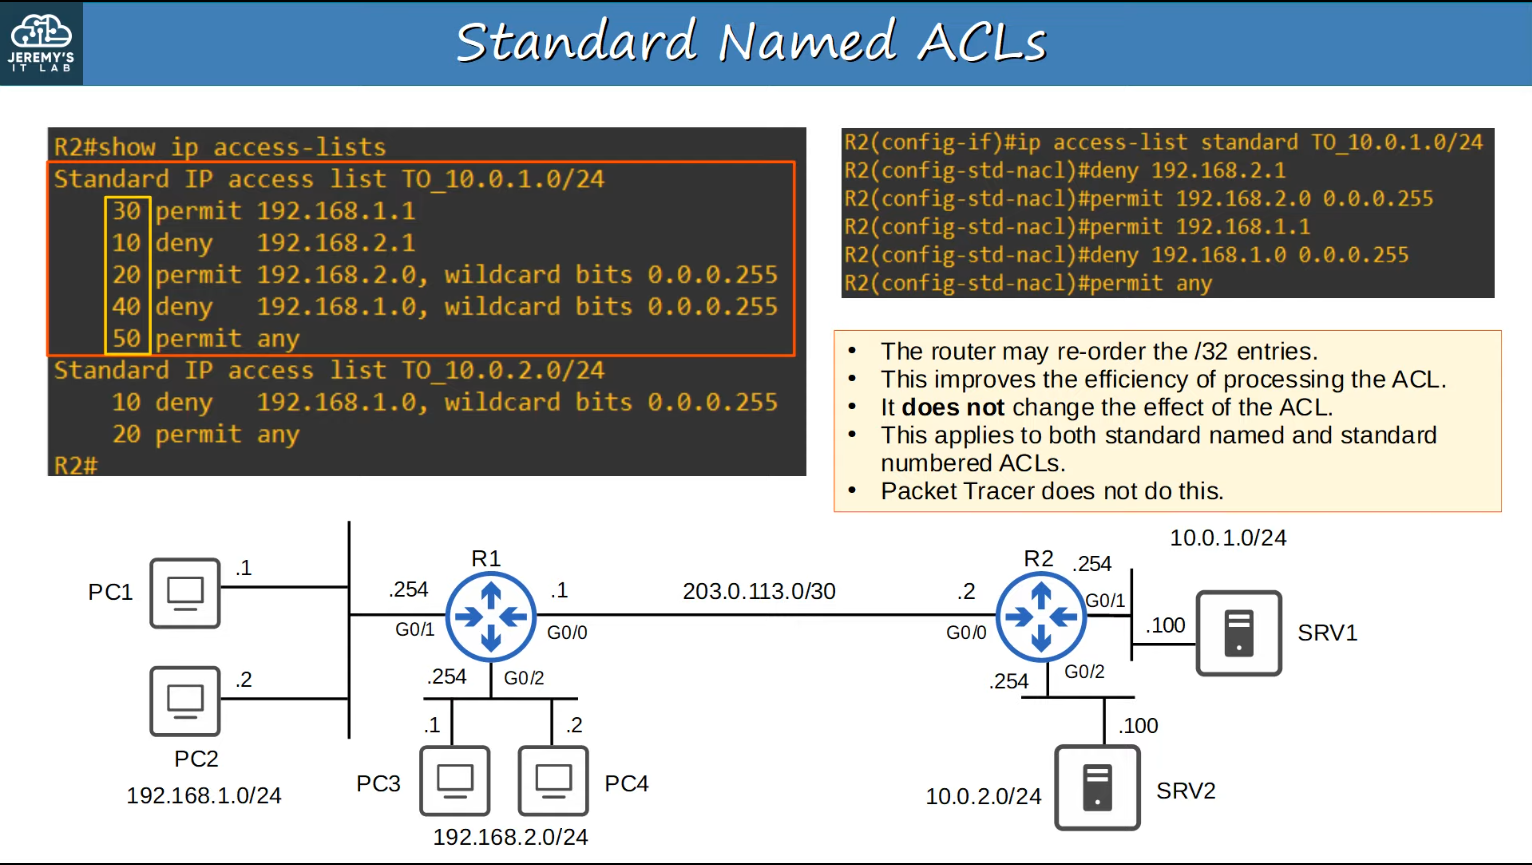 JEREMY'S
IT LAB
Standard Named ACLs
R2#show ip access-lists
Standard IP access list TO_10.0.1.0/24
30 permit 192.168.1.1
10 deny 192.168.2.1
20 permit 192.168.2.0, wildcard bits 0.0.0.255
40 deny 192.168.1.0, wildcard bits 0.0.0.255
50 permit any
Standard IP access list TO_10.0.2.0/24
10 deny 192.168.1.0, wildcard bits 0.0.0.255
20 permit any
R2#
R2(config-if)#ip access-list standard TO_10.0.1.0/24
R2(config-std-nacl)#deny 192.168.2.1
R2(config-std-nacl)#permit 192.168.2.0 0.0.0.255
R2(config-std-nacl)#permit 192.168.1.1
R2(config-std-nacl)#deny 192.168.1.0 0.0.0.255
R2(config-std-nacl)#permit any
• The router may re-order the /32 entries.
• This improves the efficiency of processing the ACL.
• It does not change the effect of the ACL.
• This applies to both standard named and standard
numbered ACLs.
• Packet Tracer does not do this.
PC1
.1
.2
PC2
192.168.1.0/24
R1
.254
G0/1
.1
G0/0
.254
G0/2
.1
.2
PC3
PC4
192.168.2.0/24
203.0.113.0/30
R2
.2
G0/0
.254
G0/1
10.0.1.0/24
.100
SRV1
.254
G0/2
.100
10.0.2.0/24
SRV2